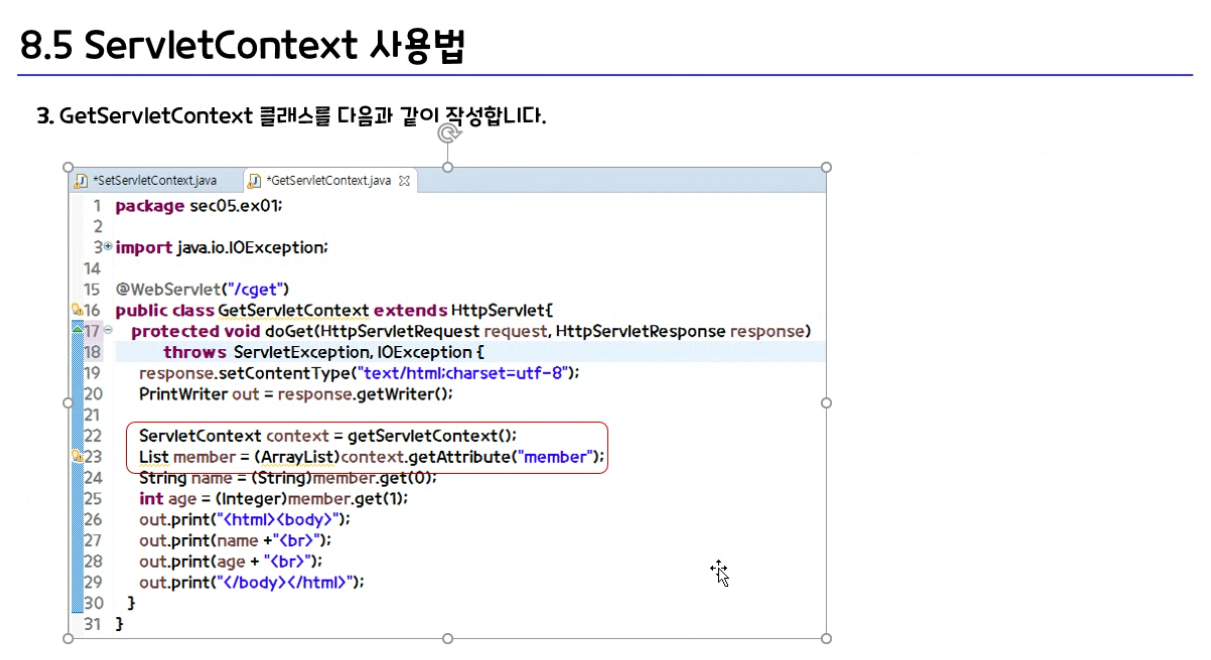 8.5 ServletContext 사용법
3. GetServletContext 클래스를 다음과 같이 작성합니다.
*SetServletContext.java *GetServletContext.java
1 package sec05.ex01;
2
3 import java.io.IOException;
14
15 @WebServlet("/cget")
16 public class GetServletContext extends HttpServlet{
17 protected void doGet(HttpServletRequest request, HttpServletResponse response)
18 throws ServletException, IOException {
19 response.setContentType("text/html;charset=utf-8");
20 PrintWriter out = response.getWriter();
21
22 ServletContext context = getServletContext();
23 List member = (ArrayList)context.getAttribute("member");
24 String name = (String)member.get(0);
25 int age = (Integer)member.get(1);
26 out.print("<html><body>");
27 out.print(name +"<br>");
28 out.print(age + "<br>");
29 out.print("</body></html>");
30 }
31 }